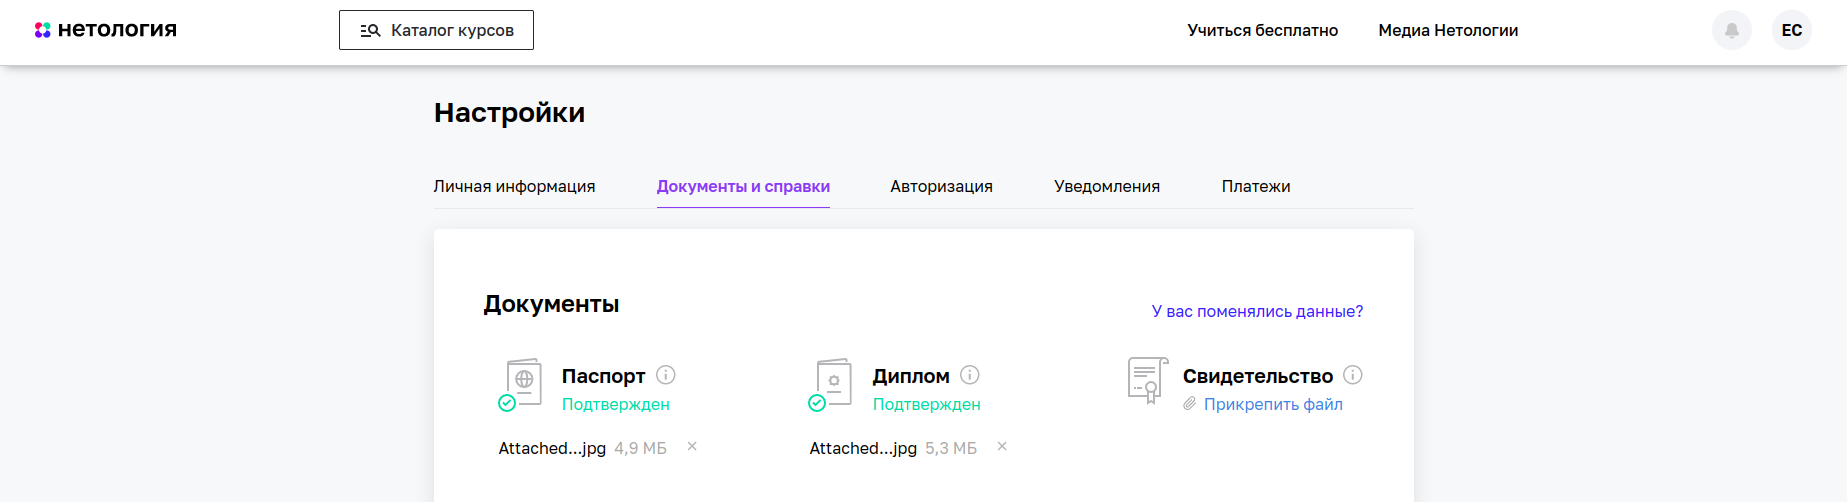 нетология
Каталог курсов
Учиться бесплатно
Медиа Нетологии
ЕС
Настройки
Личная информация
Документы и справки
Авторизация
Уведомления
Платежи
Документы
У вас поменялись данные?
Паспорт
Подтвержден
Attached...jpg 4,9 МБ
Диплом
Подтвержден
Attached...jpg 5,3 МБ
Свидетельство
Прикрепить файл